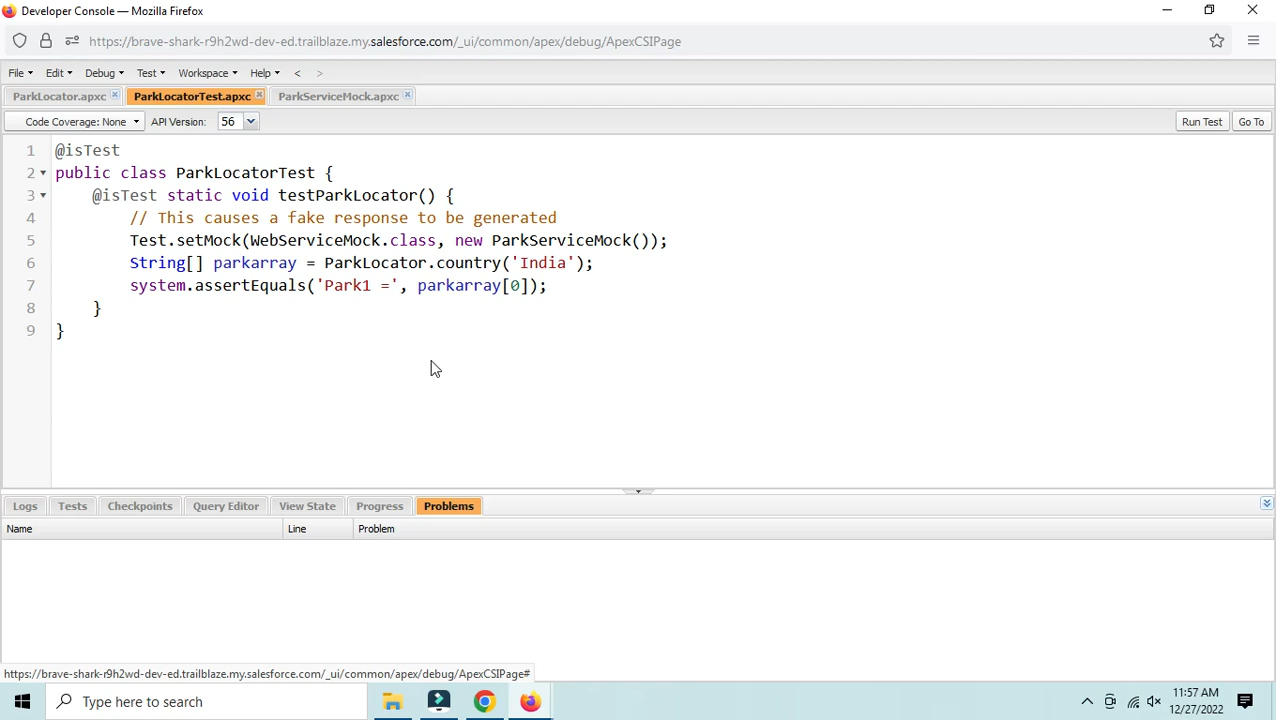 Developer Console — Mozilla Firefox
https://brave-shark-r9h2wd-dev-ed.trailblaze.my.salesforce.com/_ui/common/apex/debug/ApexCSIPage
File Edit Debug Test Workspace Help < >
ParkLocator.apxc ParkLocatorTest.apxc ParkServiceMock.apxc
Code Coverage: None API Version: 56 Run Test Go To
1 @isTest
2 public class ParkLocatorTest {
3 @isTest static void testParkLocator() {
4 // This causes a fake response to be generated
5 Test.setMock(WebServiceMock.class, new ParkServiceMock());
6 String[] parkarray = ParkLocator.country('India');
7 system.assertEquals('Park1 =', parkarray[0]);
8 }
9 }
Logs Tests Checkpoints Query Editor View State Progress Problems
Name Line Problem
https://brave-shark-r9h2wd-dev-ed.trailblaze.my.salesforce.com/_ui/common/apex/debug/ApexCSIPage#
Type here to search
11:57 AM
12/27/2022